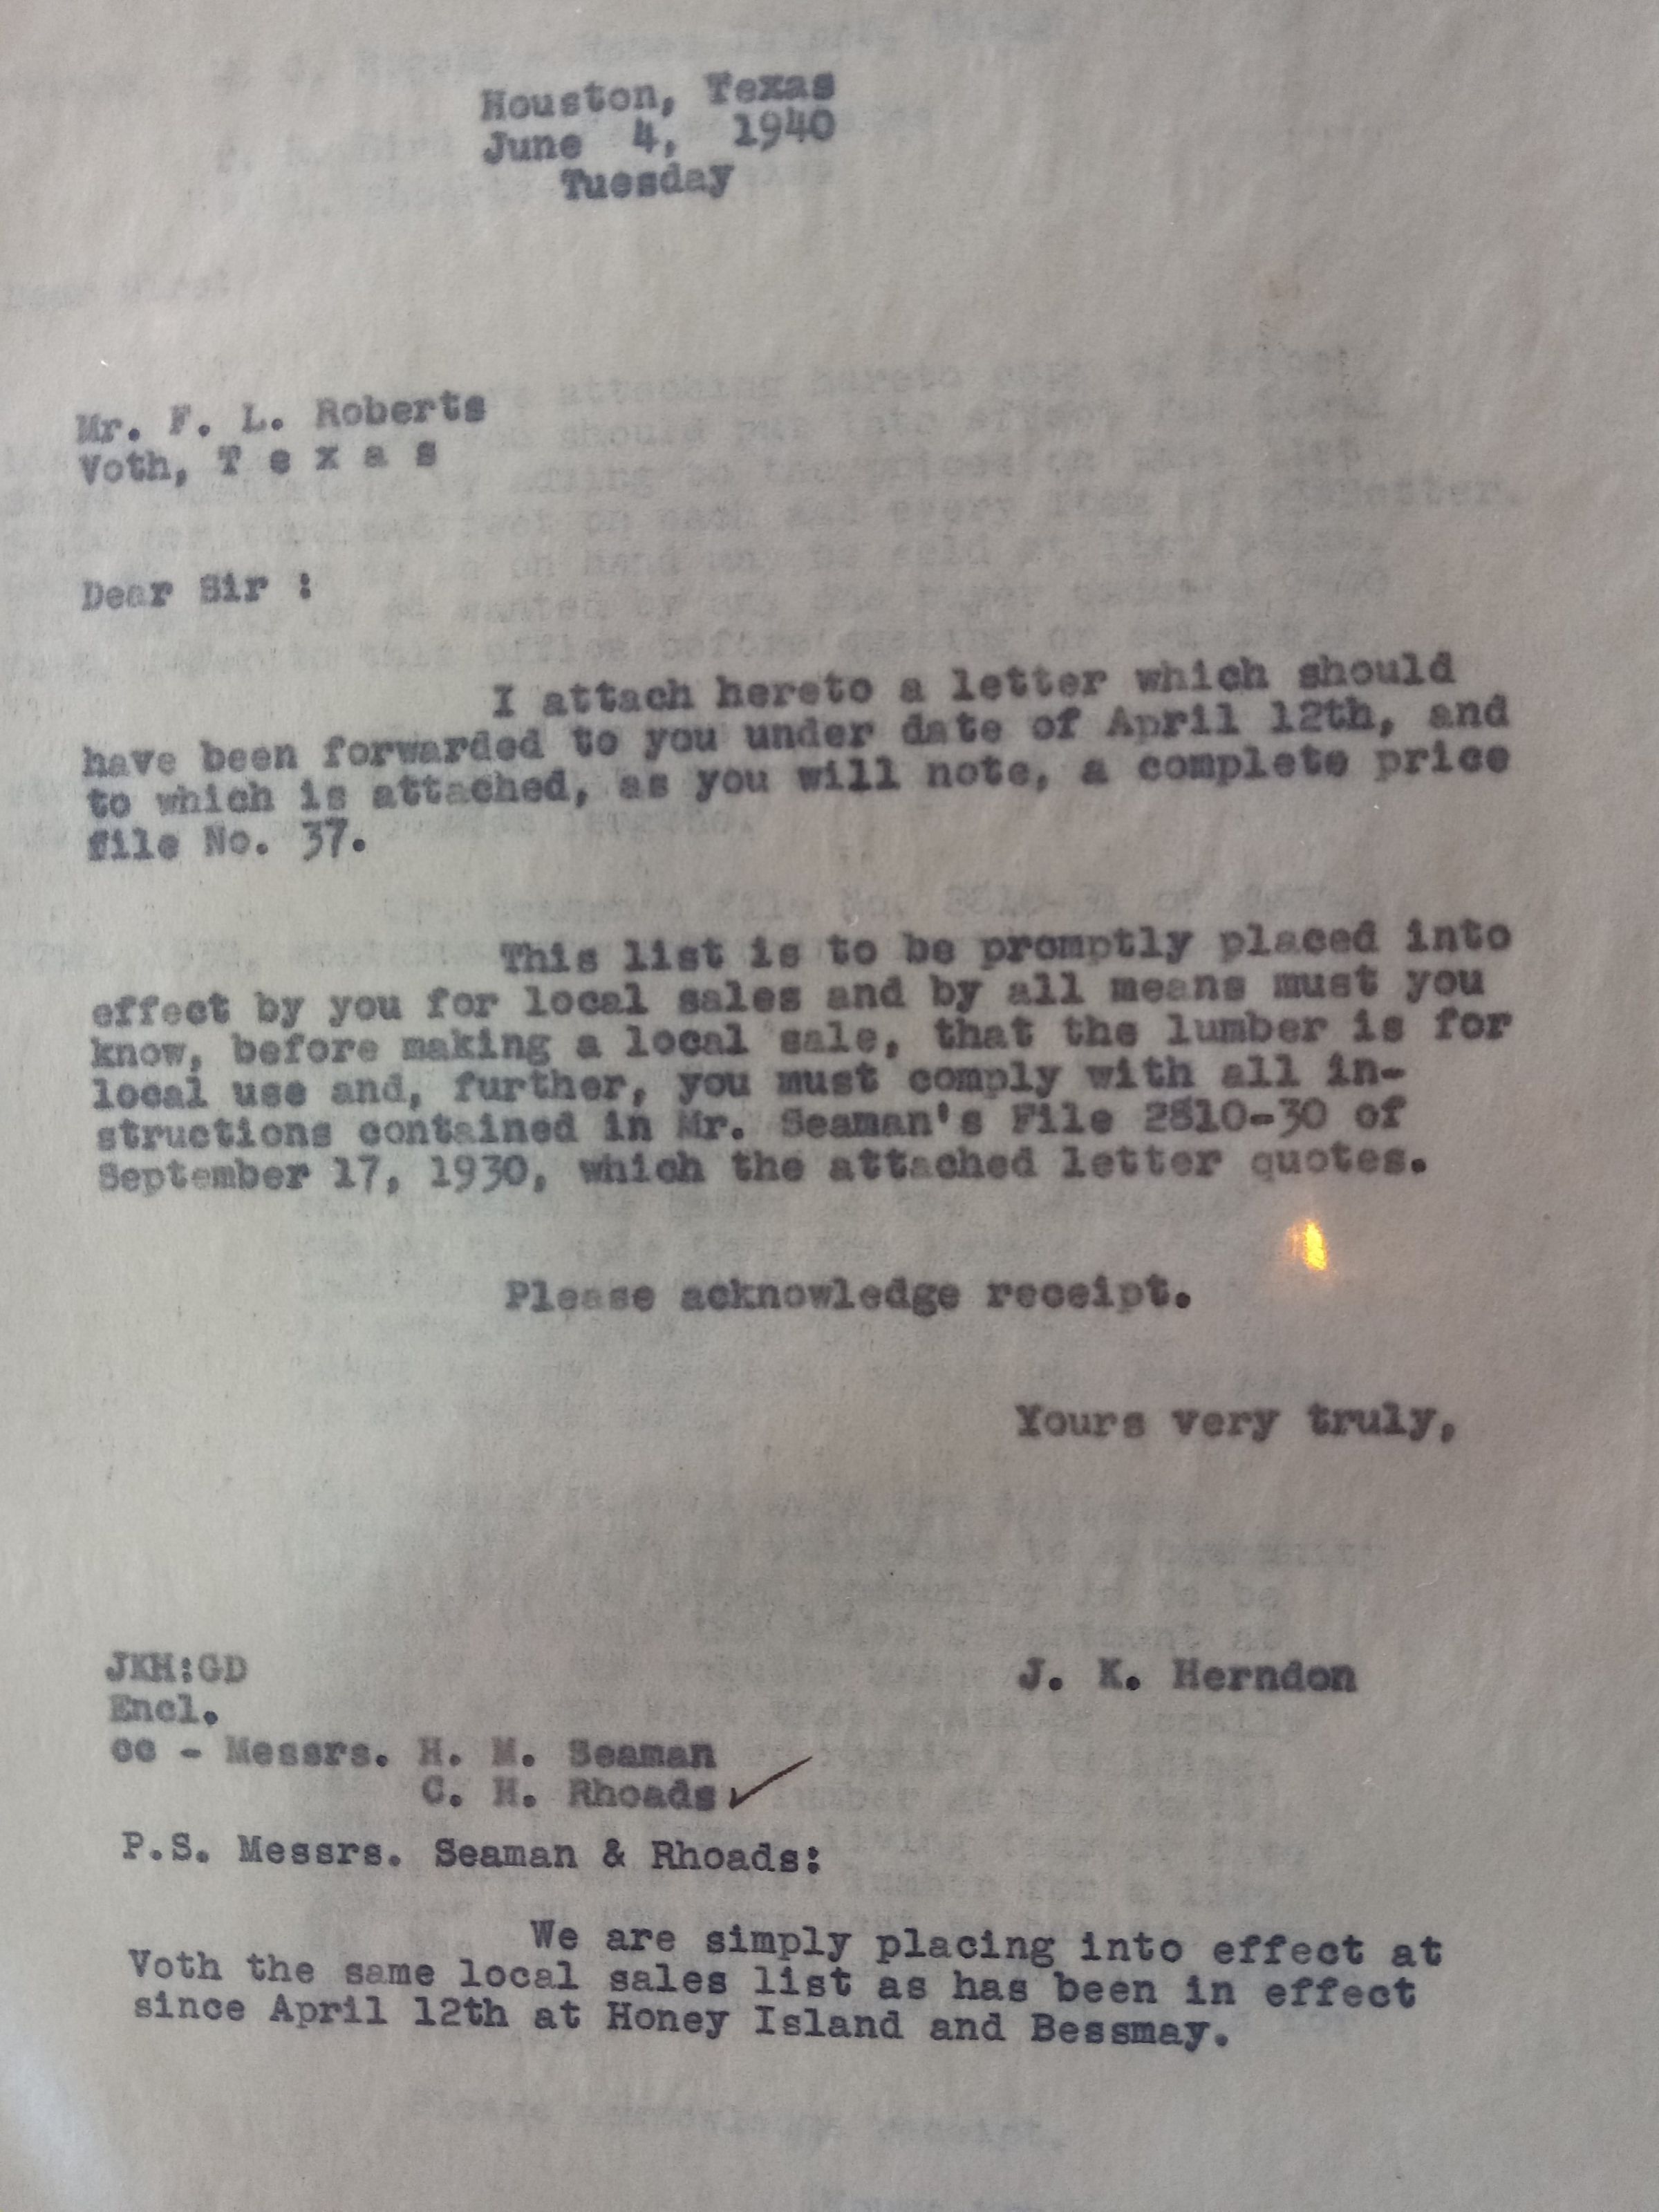 Houston, Texas
June 4, 1940
Tuesday
Mr. F. L. Roberts
Voth, T e x a s
Dear Sir :
I attach hereto a letter which should
have been forwarded to you under date of April 12th, and
to which is attached, as you will note, a complete price
file No. 37.
This list is to be promptly placed into
effect by you for local sales and by all means must you
know, before making a local sale, that the lumber is for
local use and, further, you must comply with all in-
structions contained in Mr. Seaman's File 2810-30 of
September 17, 1930, which the attached letter quotes.
Please acknowledge receipt.
Yours very truly,
J. K. Herndon
JKH:GD
Encl.
cc - Messrs. H. M. Seaman
C. H. Rhoads ✓
P.S. Messrs. Seaman & Rhoads:
We are simply placing into effect at
Voth the same local sales list as has been in effect
since April 12th at Honey Island and Bessmay.